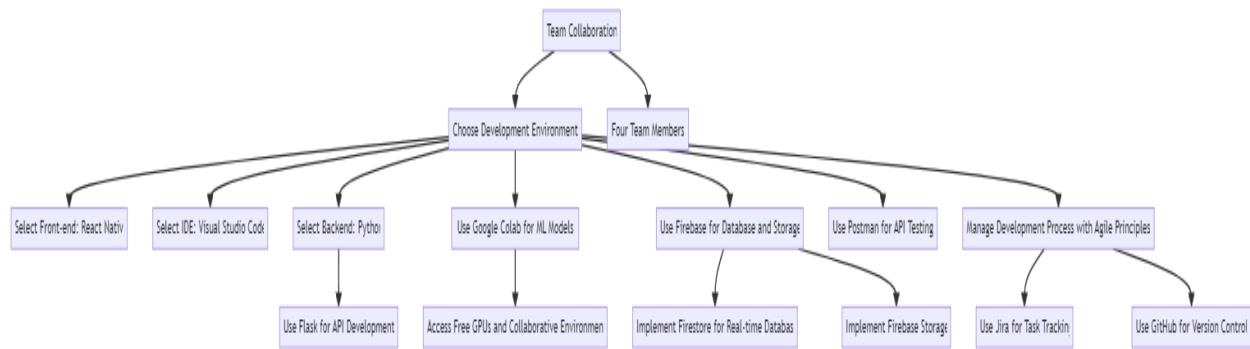 Team Collaboration
Choose Development Environment
Four Team Members
Select Front-end: React Nativ
Select IDE: Visual Studio Code
Select Backend: Python
Use Google Colab for ML Models
Use Firebase for Database and Storage
Use Postman for API Testing
Manage Development Process with Agile Principles
Use Flask for API Development
Access Free GPUs and Collaborative Environmen
Implement Firestore for Real-time Databas
Implement Firebase Storage
Use Jira for Task Trackin
Use GitHub for Version Control